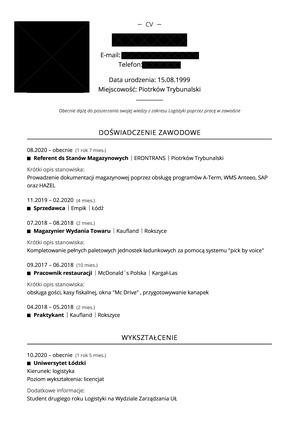 — CV —
E-mail:
Telefon:
Data urodzenia: 15.08.1999
Miejscowość: Piotrków Trybunalski
Obecnie dążę do poszerzania swojej wiedzy z zakresu Logistyki poprzez pracę w zawodzie
DOŚWIADCZENIE ZAWODOWE
08.2020 – obecnie (1 rok 7 mies.)
Referent ds Stanów Magazynowych | ERONTRANS | Piotrków Trybunalski
Krótki opis stanowiska:
Prowadzenie dokumentacji magazynowej poprzez obsługę programów A-Term, WMS Anteeo, SAP
oraz HAZEL
11.2019 – 02.2020 (4 mies.)
Sprzedawca | Empik | Łódź
07.2018 – 08.2018 (2 mies.)
Magazynier Wydania Towaru | Kaufland | Rokszyce
Krótki opis stanowiska:
Kompletowanie pełnych paletowych jednostek ładunkowych za pomocą systemu "pick by voice"
09.2017 – 06.2018 (10 mies.)
Pracownik restauracji | McDonald`s Polska | Kargał-Las
Krótki opis stanowiska:
obsługa gości, kasy fiskalnej, okna "Mc Drive" , przygotowywanie kanapek
04.2018 – 05.2018 (2 mies.)
Praktykant | Kaufland | Rokszyce
WYKSZTAŁCENIE
10.2020 – obecnie (1 rok 5 mies.)
Uniwersytet Łódzki
Kierunek: logistyka
Poziom wykształcenia: licencjat
Dodatkowe informacje:
Student drugiego roku Logistyki na Wydziale Zarządzania UŁ